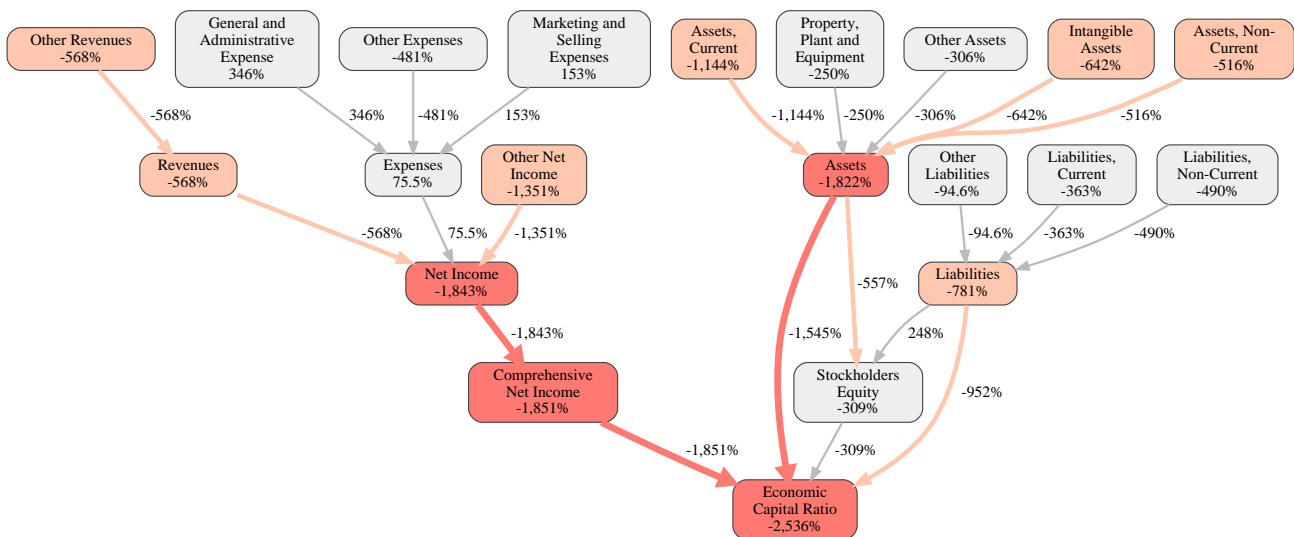 Other Revenues
-568%
General and
Administrative
Expense
346%
Other Expenses
-481%
Marketing and
Selling
Expenses
153%
Assets,
Current
-1,144%
Property,
Plant and
Equipment
-250%
Other Assets
-306%
Intangible
Assets
-642%
Assets, Non-
Current
-516%
-568%
346%
-481%
153%
-1,144%
-250%
-306%
-642%
-516%
Revenues
-568%
Expenses
75.5%
Other Net
Income
-1,351%
Assets
-1,822%
Other
Liabilities
-94.6%
Liabilities,
Current
-363%
Liabilities,
Non-Current
-490%
-568%
75.5%
-1,351%
-94.6%
-363%
-490%
Net Income
-1,843%
-557%
Liabilities
-781%
-1,843%
-1,545%
248%
Comprehensive
Net Income
-1,851%
Stockholders
Equity
-309%
-952%
-1,851%
-309%
Economic
Capital Ratio
-2,536%